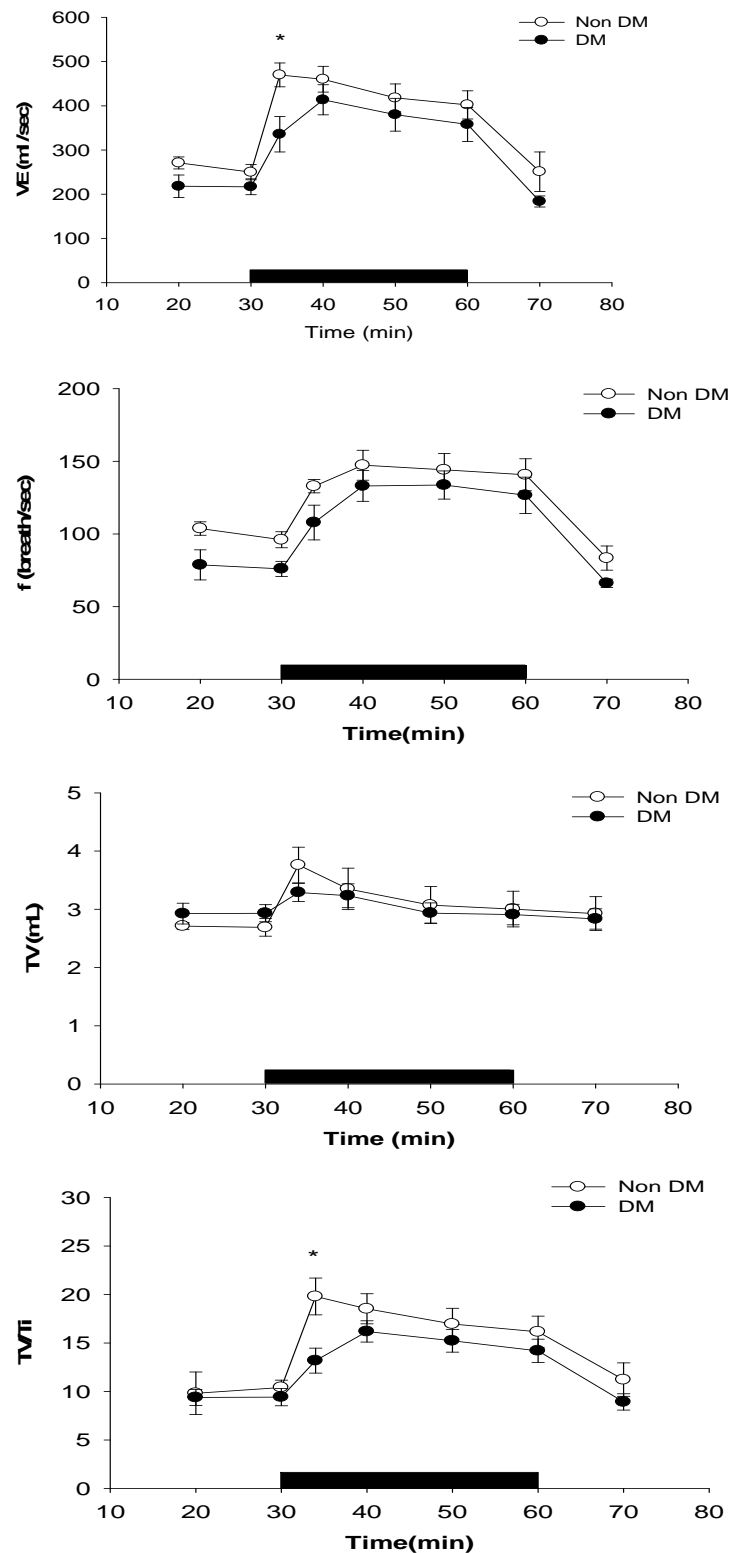 600
500
400
300
200
100
0
VE (ml/sec)
*
Non DM
DM
10 20 30 40 50 60 70 80
Time (min)
200
150
100
50
0
f (breath/sec)
Non DM
DM
10 20 30 40 50 60 70 80
Time(min)
5
4
3
2
1
0
TV (mL)
Non DM
DM
10 20 30 40 50 60 70 80
Time (min)
30
25
20
15
10
5
0
TV/Ti
*
Non DM
DM
10 20 30 40 50 60 70 80
Time(min)